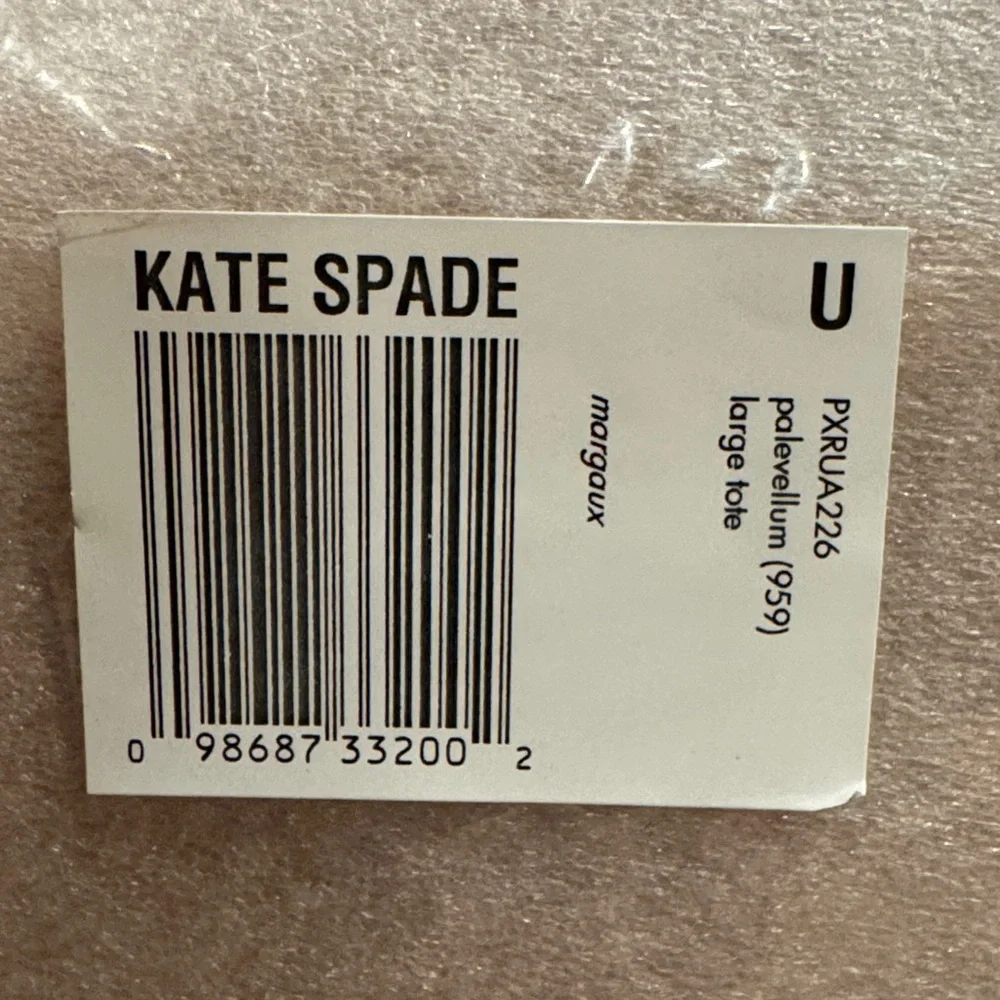 KATE SPADE
0 98687 33200 2
margaux
U
PXRUA226
palevellum (959)
large tote